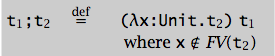 t₁;t₂ def= (λx:Unit.t₂) t₁
where x ∉ FV(t₂)